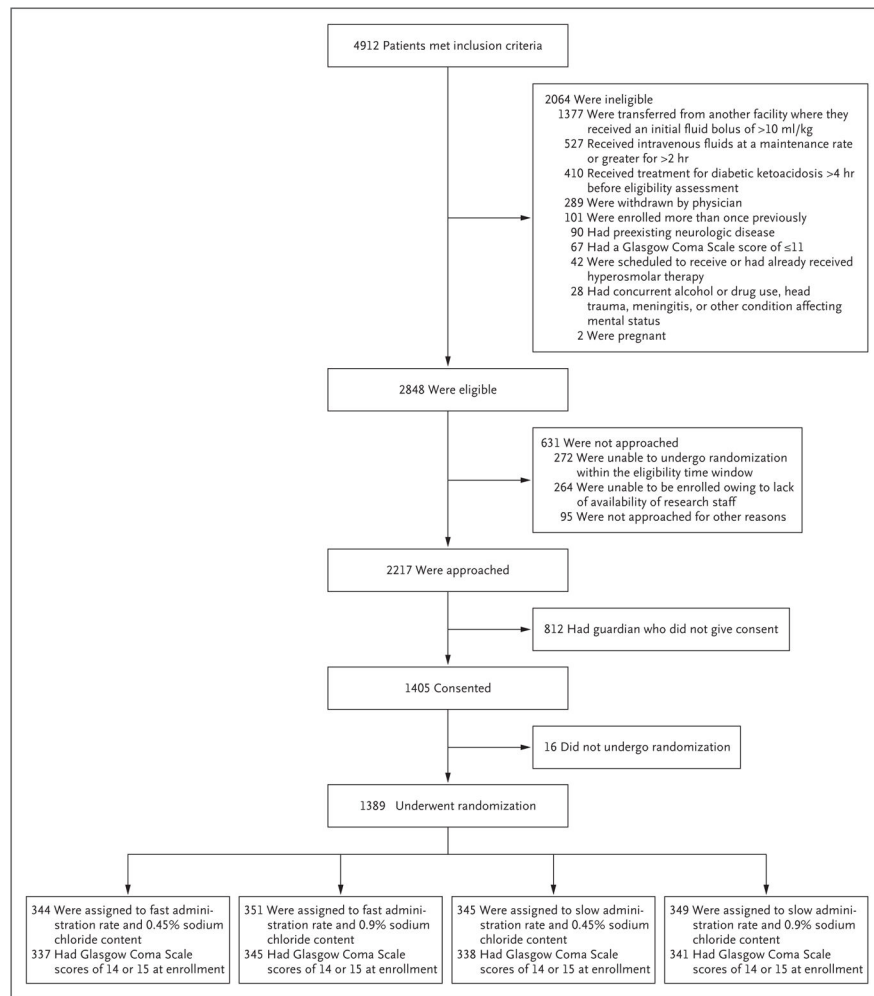 4912 Patients met inclusion criteria
2064 Were ineligible
1377 Were transferred from another facility where they
received an initial fluid bolus of >10 ml/kg
527 Received intravenous fluids at a maintenance rate
or greater for >2 hr
410 Received treatment for diabetic ketoacidosis >4 hr
before eligibility assessment
289 Were withdrawn by physician
101 Were enrolled more than once previously
90 Had preexisting neurologic disease
67 Had a Glasgow Coma Scale score of ≤11
42 Were scheduled to receive or had already received
hyperosmolar therapy
28 Had concurrent alcohol or drug use, head
trauma, meningitis, or other condition affecting
mental status
2 Were pregnant
2848 Were eligible
631 Were not approached
272 Were unable to undergo randomization
within the eligibility time window
264 Were unable to be enrolled owing to lack
of availability of research staff
95 Were not approached for other reasons
2217 Were approached
812 Had guardian who did not give consent
1405 Consented
16 Did not undergo randomization
1389 Underwent randomization
344 Were assigned to fast admini-
stration rate and 0.45% sodium
chloride content
337 Had Glasgow Coma Scale
scores of 14 or 15 at enrollment
351 Were assigned to fast admini-
stration rate and 0.9% sodium
chloride content
345 Had Glasgow Coma Scale
scores of 14 or 15 at enrollment
345 Were assigned to slow admini-
stration rate and 0.45% sodium
chloride content
338 Had Glasgow Coma Scale
scores of 14 or 15 at enrollment
349 Were assigned to slow admini-
stration rate and 0.9% sodium
chloride content
341 Had Glasgow Coma Scale
scores of 14 or 15 at enrollment